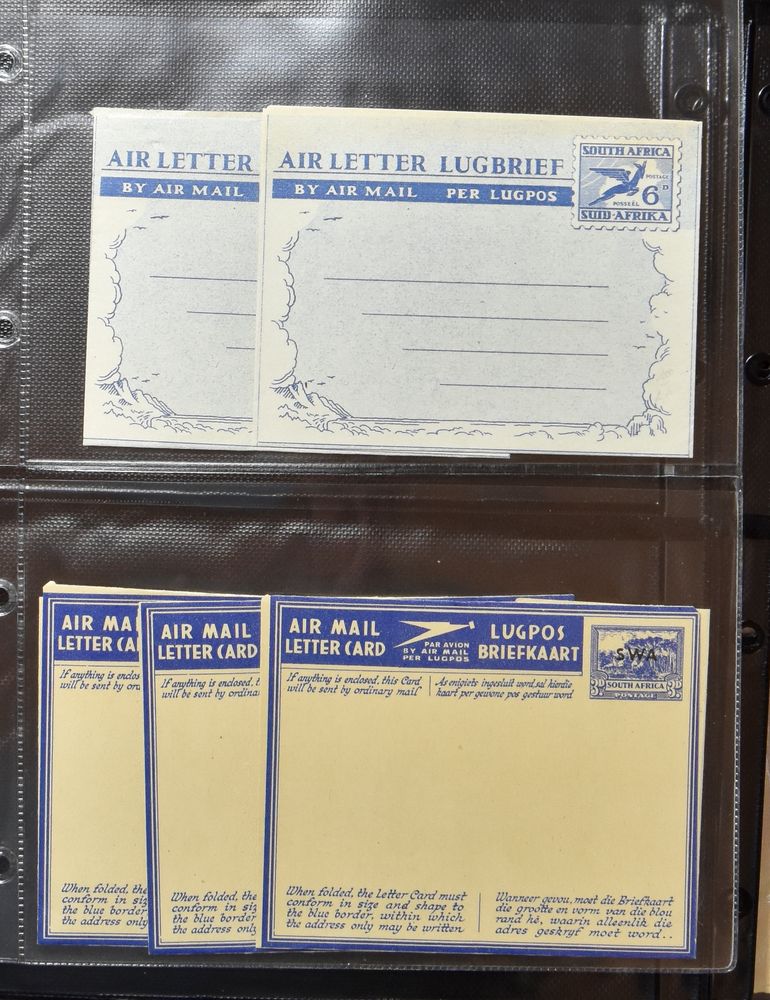 AIR LETTER
BY AIR MAIL
AIR LETTER LUGBRIEF
BY AIR MAIL PER LUGPOS
SOUTH AFRICA
POSTAGE
6D
POSSEËL
SUID-AFRIKA
AIR MA
LETTER CA
If anything is enclos
will be sent by ord
When folded, the
conform in siz
the blue border
the address only
AIR MAIL
LETTER CARD
If anything is enclosed, t
will be sent by ordina
When folded, the
conform in siz
the blue border
the address only
AIR MAIL
LETTER CARD
PAR AVION
BY AIR MAIL
PER LUGPOS
LUGPOS
BRIEFKAART
SWA
SOUTH AFRICA
3D 3D
POSTAGE
If anything is enclosed, this Card
will be sent by ordinary mail
As enigiets ingesluit word, sal hierdie
kaart per gewone pos gestuur word
When folded, the Letter Card must
conform in size and shape to
the blue border, within which
the address only may be written
Wanneer gevou, moet die Briefkaart
die grootte en vorm van die blou
rand hê, waarin alleenlik die
adres geskryf moet word..